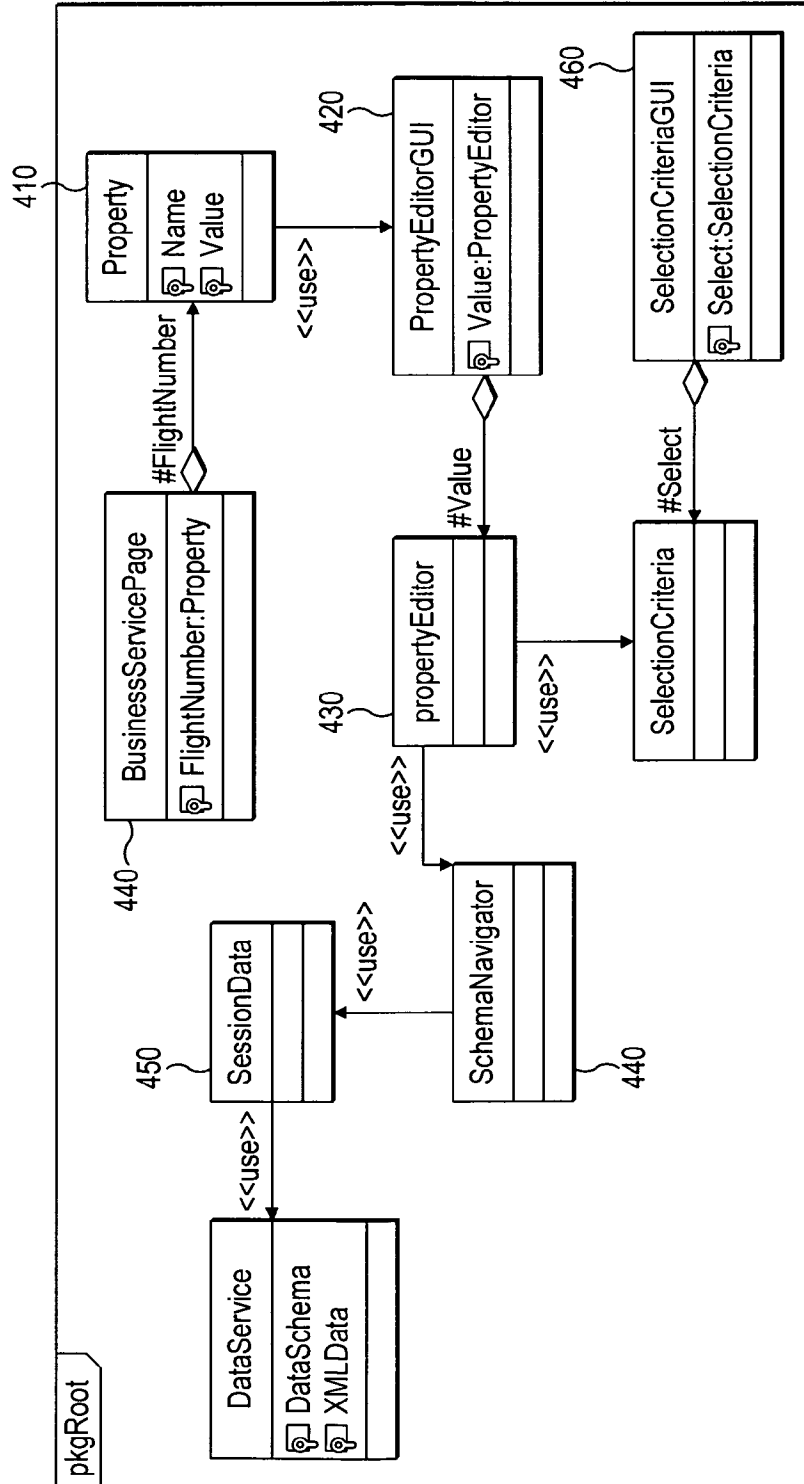 pkgRoot
440
BusinessServicePage
FlightNumber:Property
#FlightNumber
410
Property
Name
Value
<<use>>
DataService
DataSchema
XMLData
<<use>>
450
SessionData
<<use>>
SchemaNavigator
440
<<use>>
430
propertyEditor
#Value
420
PropertyEditorGUI
Value:PropertyEditor
<<use>>
SelectionCriteria
#Select
460
SelectionCriteriaGUI
Select:SelectionCriteria